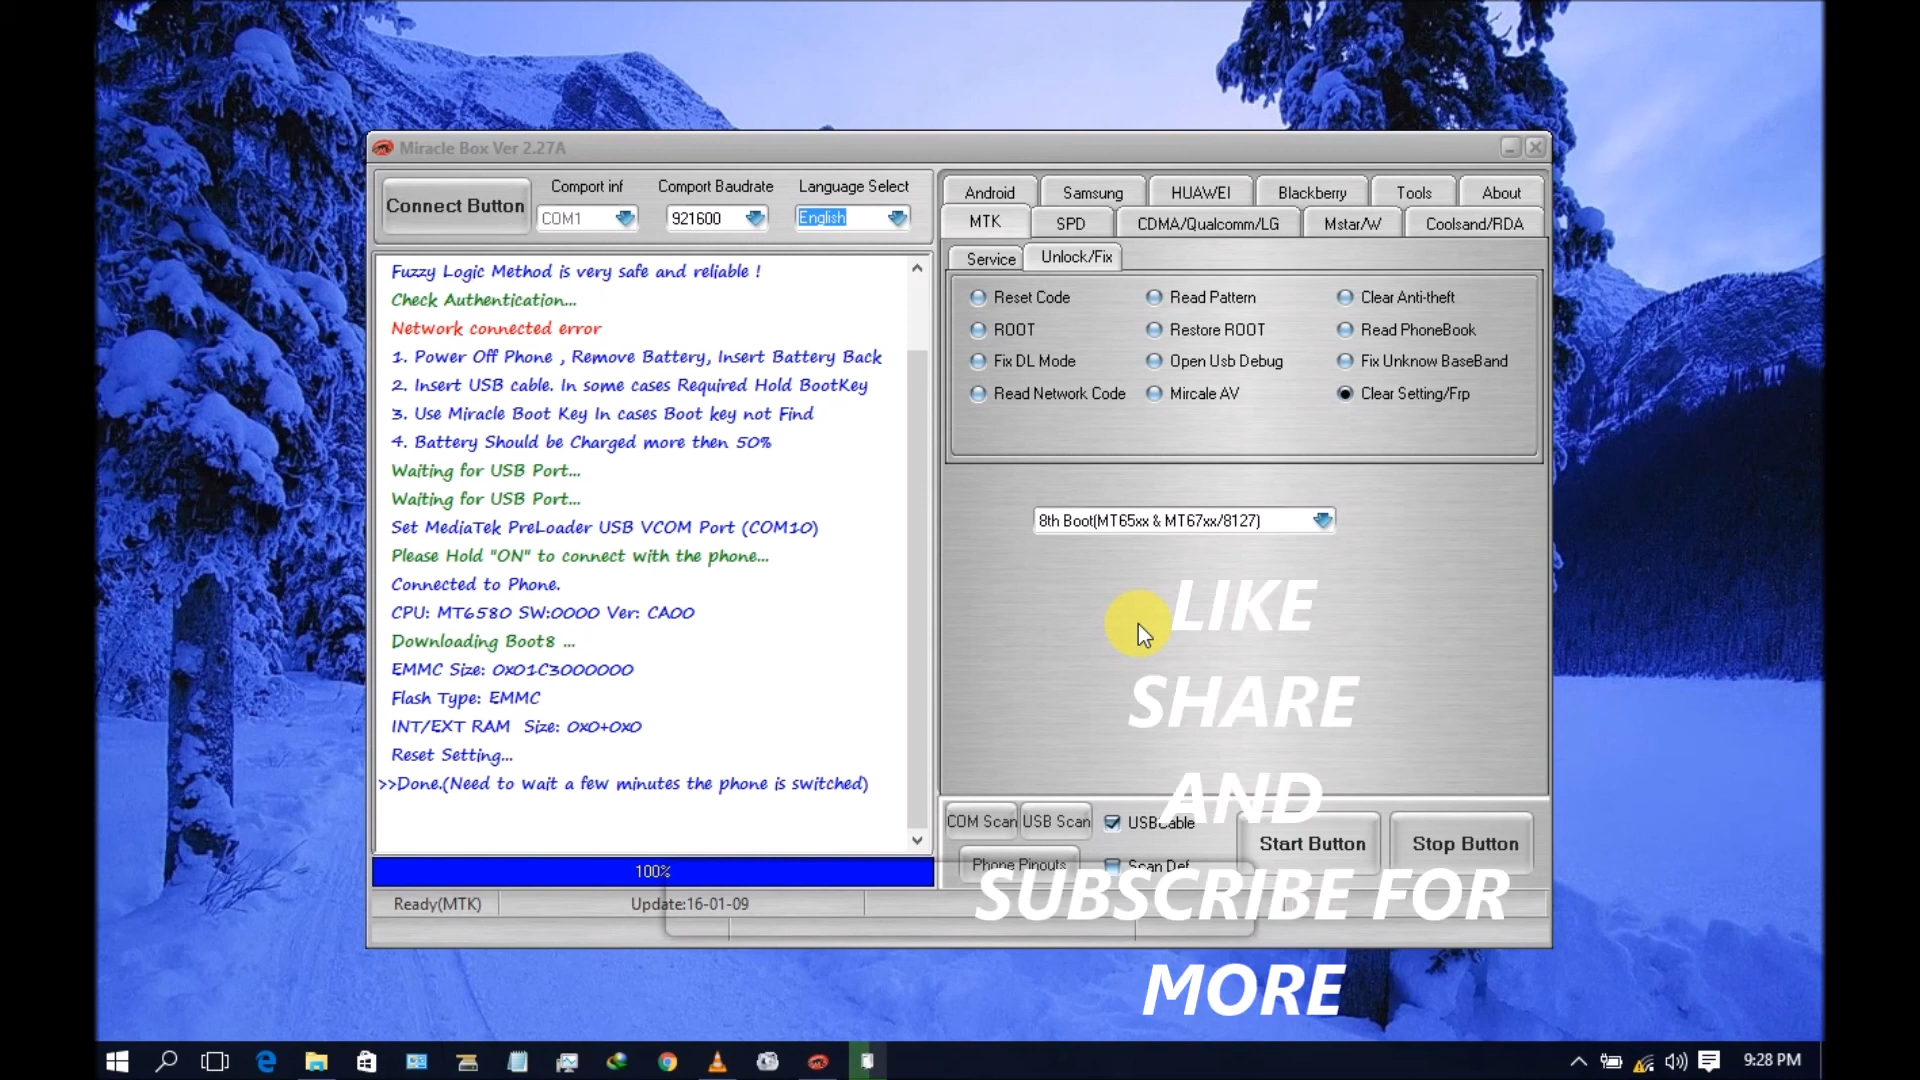 Miracle Box Ver 2.27A
Connect Button
Comport inf
Comport Baudrate
Language Select
COM1
921600
English
Android
Samsung
HUAWEI
Blackberry
Tools
About
MTK
SPD
CDMA/Qualcomm/LG
Mstar/W
Coolsand/RDA
Service
Unlock/Fix
Reset Code
Read Pattern
Clear Anti-theft
ROOT
Restore ROOT
Read PhoneBook
Fix DL Mode
Open Usb Debug
Fix Unknow BaseBand
Read Network Code
Mircale AV
Clear Setting/Frp
Fuzzy Logic Method is very safe and reliable !
Check Authentication...
Network connected error
1. Power Off Phone , Remove Battery, Insert Battery Back
2. Insert USB cable. In some cases Required Hold BootKey
3. Use Miracle Boot Key In cases Boot key not Find
4. Battery Should be Charged more then 50%
Waiting for USB Port...
Waiting for USB Port...
Set MediaTek PreLoader USB VCOM Port (COM10)
Please Hold "ON" to connect with the phone...
Connected to Phone.
CPU: MT6580 SW:0000 Ver: CA00
Downloading Boot8 ...
EMMC Size: 0x01C3000000
Flash Type: EMMC
INT/EXT RAM Size: 0x0+0x0
Reset Setting...
>>Done.(Need to wait a few minutes the phone is switched)
8th Boot(MT65xx & MT67xx/8127)
LIKE
SHARE
AND
SUBSCRIBE FOR
MORE
COM Scan
USB Scan
USBCable
Phone Pinouts
Scan Def
Start Button
Stop Button
100%
Ready(MTK)
Update:16-01-09
9:28 PM